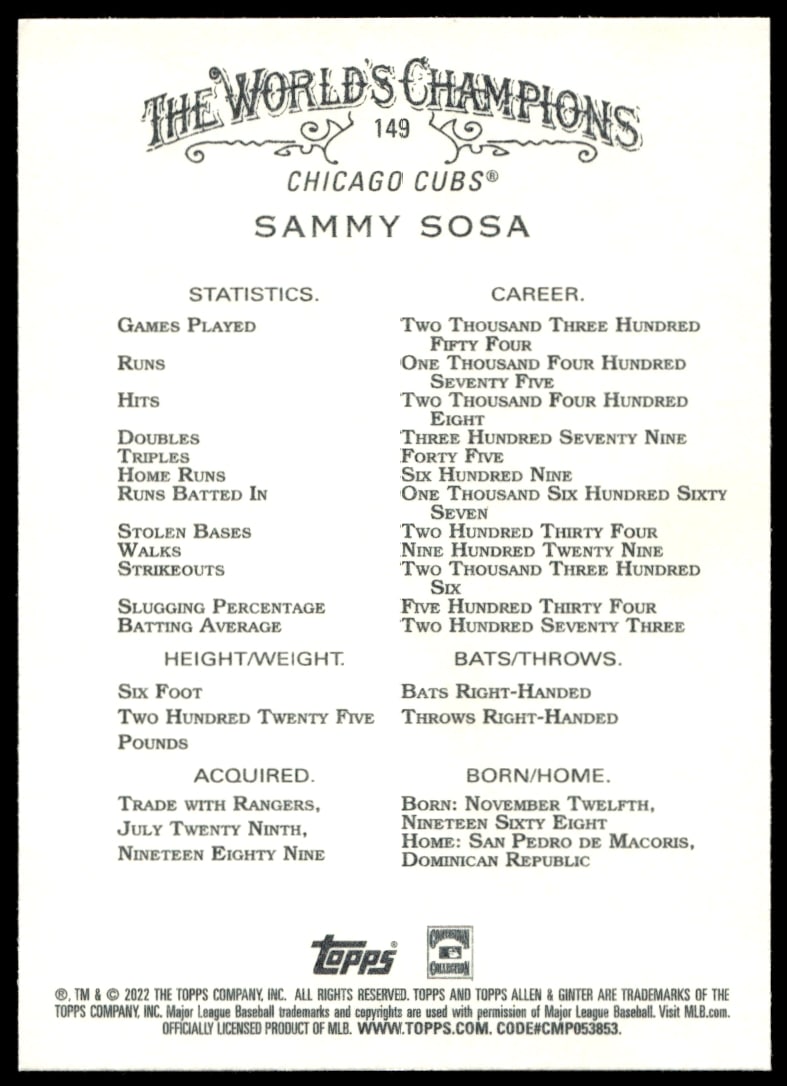 THE WORLD'S CHAMPIONS
149
CHICAGO CUBS®
SAMMY SOSA
STATISTICS. CAREER.
GAMES PLAYED TWO THOUSAND THREE HUNDRED
FIFTY FOUR
RUNS ONE THOUSAND FOUR HUNDRED
SEVENTY FIVE
HITS TWO THOUSAND FOUR HUNDRED
EIGHT
DOUBLES THREE HUNDRED SEVENTY NINE
TRIPLES FORTY FIVE
HOME RUNS SIX HUNDRED NINE
RUNS BATTED IN ONE THOUSAND SIX HUNDRED SIXTY
SEVEN
STOLEN BASES TWO HUNDRED THIRTY FOUR
WALKS NINE HUNDRED TWENTY NINE
STRIKEOUTS TWO THOUSAND THREE HUNDRED
SIX
SLUGGING PERCENTAGE FIVE HUNDRED THIRTY FOUR
BATTING AVERAGE TWO HUNDRED SEVENTY THREE
HEIGHT/WEIGHT. BATS/THROWS.
SIX FOOT BATS RIGHT-HANDED
TWO HUNDRED TWENTY FIVE THROWS RIGHT-HANDED
POUNDS
ACQUIRED. BORN/HOME.
TRADE WITH RANGERS, BORN: NOVEMBER TWELFTH,
JULY TWENTY NINTH, NINETEEN SIXTY EIGHT
NINETEEN EIGHTY NINE HOME: SAN PEDRO DE MACORIS,
DOMINICAN REPUBLIC
Topps®
COOPERSTOWN
COLLECTION
®, TM & © 2022 THE TOPPS COMPANY, INC. ALL RIGHTS RESERVED. TOPPS AND TOPPS ALLEN & GINTER ARE TRADEMARKS OF THE
TOPPS COMPANY, INC. Major League Baseball trademarks and copyrights are used with permission of Major League Baseball. Visit MLB.com.
OFFICIALLY LICENSED PRODUCT OF MLB. WWW.TOPPS.COM. CODE#CMP053853.